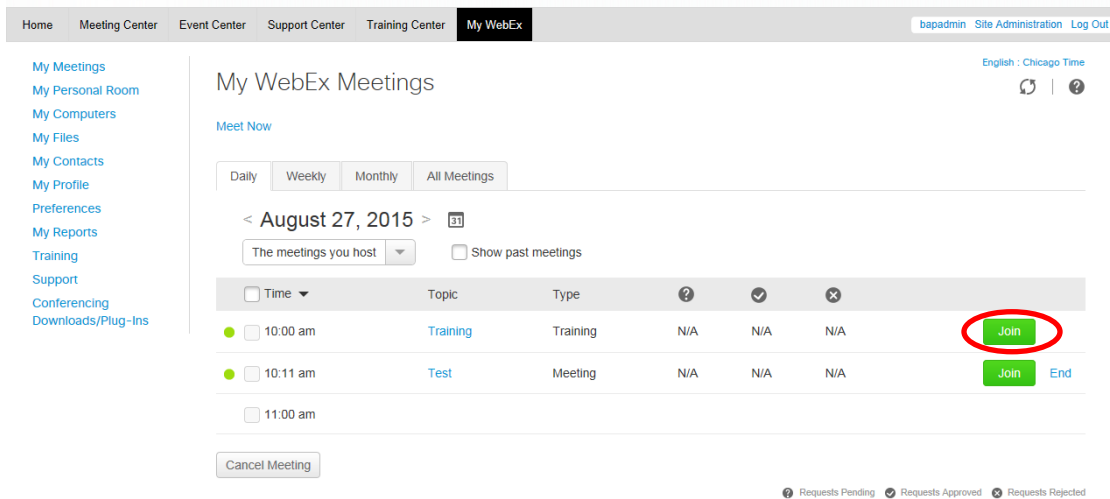 Home Meeting Center Event Center Support Center Training Center My WebEx bapadmin Site Administration Log Out
English : Chicago Time
My Meetings
My Personal Room
My Computers
My Files
My Contacts
My Profile
Preferences
My Reports
Training
Support
Conferencing
Downloads/Plug-Ins
My WebEx Meetings
Meet Now
Daily Weekly Monthly All Meetings
< August 27, 2015 > 31
The meetings you host Show past meetings
Time Topic Type
10:00 am Training Training N/A N/A N/A Join
10:11 am Test Meeting N/A N/A N/A Join End
11:00 am
Cancel Meeting
Requests Pending Requests Approved Requests Rejected